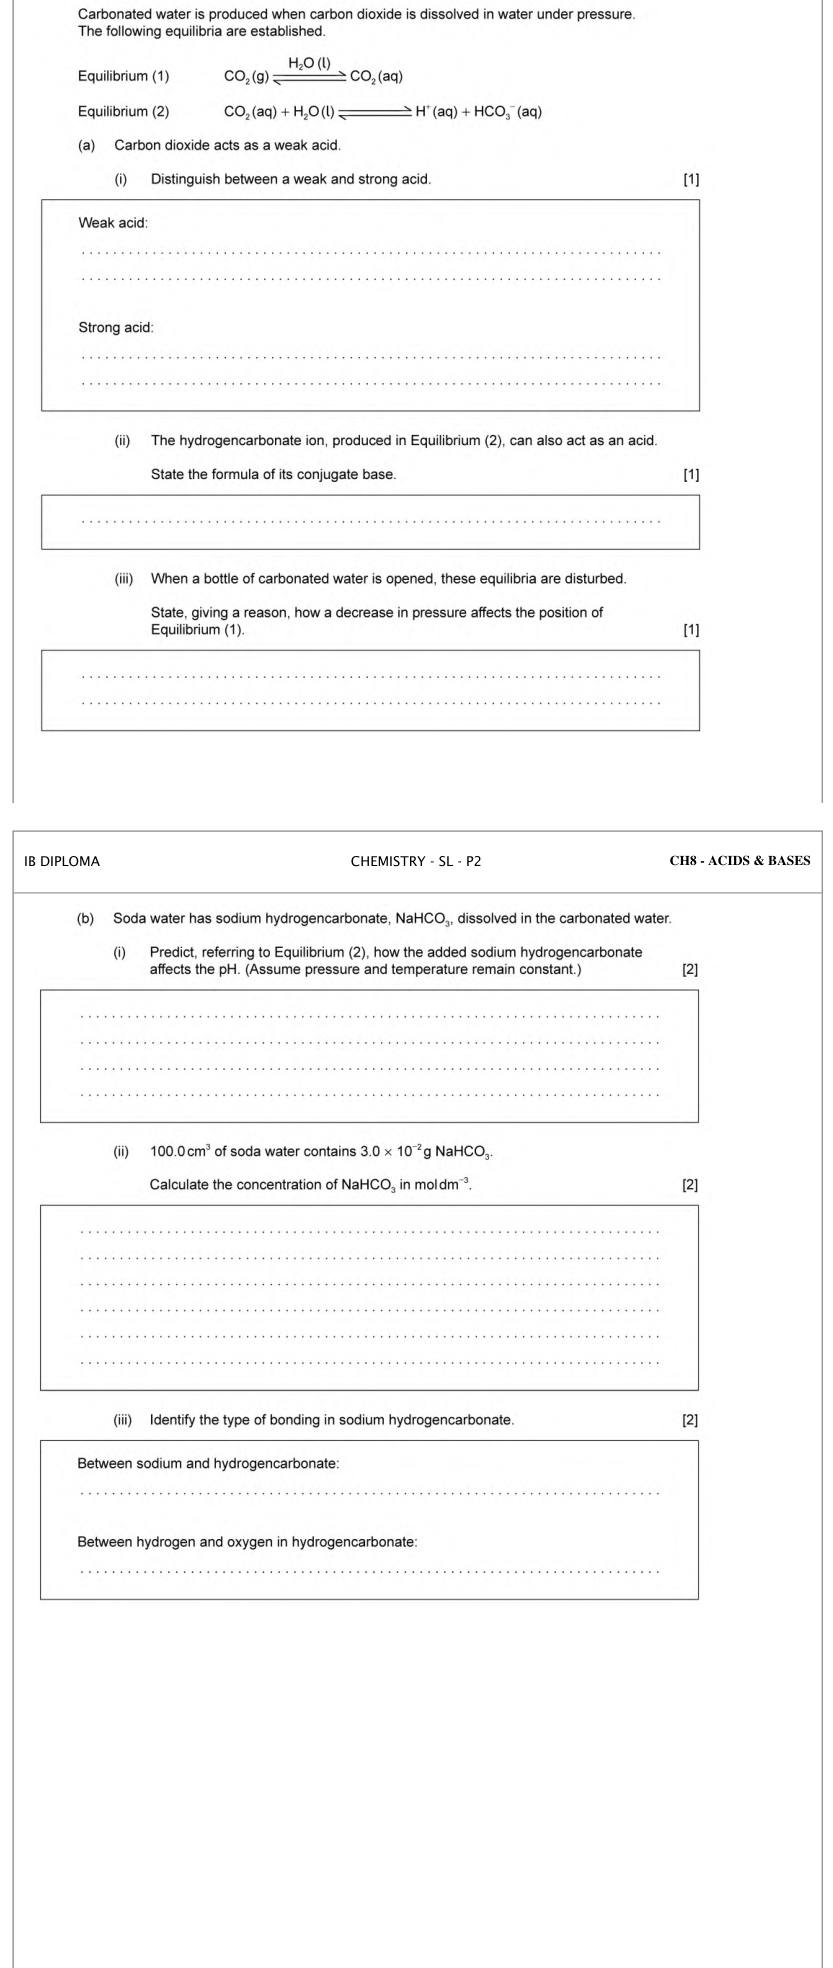 Carbonated water is produced when carbon dioxide is dissolved in water under pressure.
The following equilibria are established.
Equilibrium (1) CO₂(g) ⇌ CO₂(aq)
H₂O(l)
Equilibrium (2) CO₂(aq) + H₂O(l) ⇌ H⁺(aq) + HCO₃⁻(aq)
(a) Carbon dioxide acts as a weak acid.
(i) Distinguish between a weak and strong acid. [1]
Weak acid:
Strong acid:
(ii) The hydrogencarbonate ion, produced in Equilibrium (2), can also act as an acid.
State the formula of its conjugate base. [1]
(iii) When a bottle of carbonated water is opened, these equilibria are disturbed.
State, giving a reason, how a decrease in pressure affects the position of
Equilibrium (1). [1]
IB DIPLOMA CHEMISTRY - SL - P2 CH8 - ACIDS & BASES
(b) Soda water has sodium hydrogencarbonate, NaHCO₃, dissolved in the carbonated water.
(i) Predict, referring to Equilibrium (2), how the added sodium hydrogencarbonate
affects the pH. (Assume pressure and temperature remain constant.) [2]
(ii) 100.0 cm³ of soda water contains 3.0 × 10⁻² g NaHCO₃.
Calculate the concentration of NaHCO₃ in mol dm⁻³. [2]
(iii) Identify the type of bonding in sodium hydrogencarbonate. [2]
Between sodium and hydrogencarbonate:
Between hydrogen and oxygen in hydrogencarbonate: